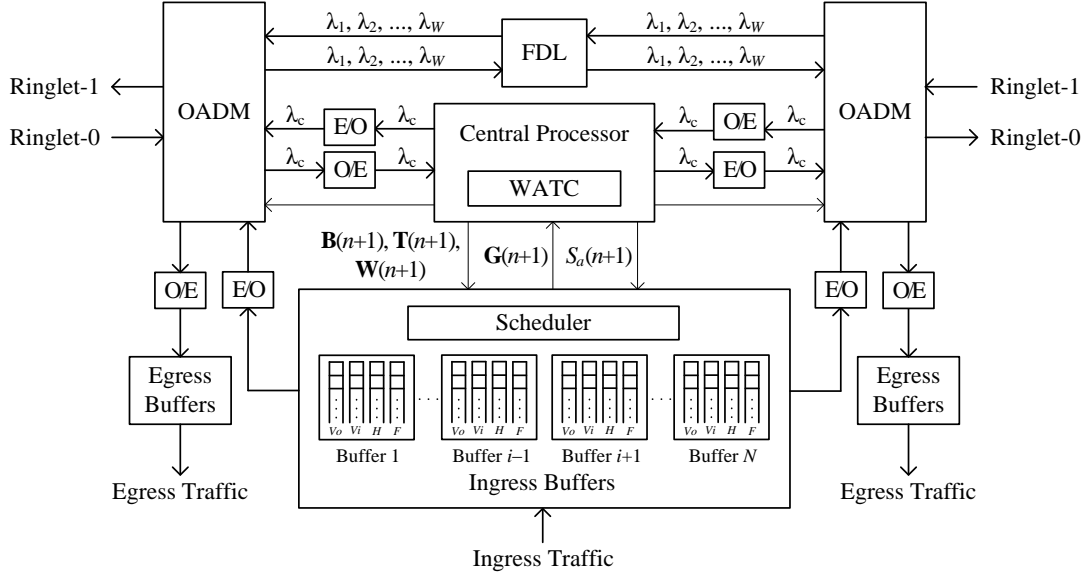 λ1, λ2, ..., λW
λ1, λ2, ..., λW
FDL
λ1, λ2, ..., λW
λ1, λ2, ..., λW
Ringlet-1
Ringlet-0
OADM
OADM
Ringlet-1
Ringlet-0
λc
E/O
λc
λc
O/E
λc
Central Processor
WATC
λc
O/E
λc
λc
E/O
λc
B(n+1), T(n+1),
W(n+1)
G(n+1)
Sa(n+1)
O/E
E/O
E/O
O/E
Scheduler
Egress
Buffers
Egress
Buffers
. . .
. . .
Vo Vi H F
Vo Vi H F
Vo Vi H F
Vo Vi H F
Buffer 1
Buffer i–1
Buffer i+1
Buffer N
Ingress Buffers
Egress Traffic
Egress Traffic
Ingress Traffic